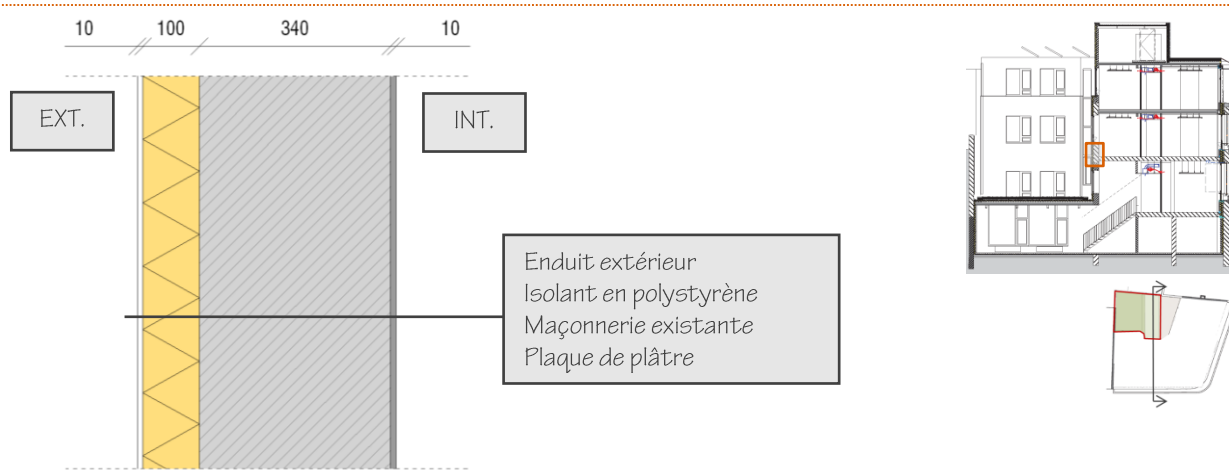 10 100 340 10
EXT.
INT.
Enduit extérieur
Isolant en polystyrène
Maçonnerie existante
Plaque de plâtre